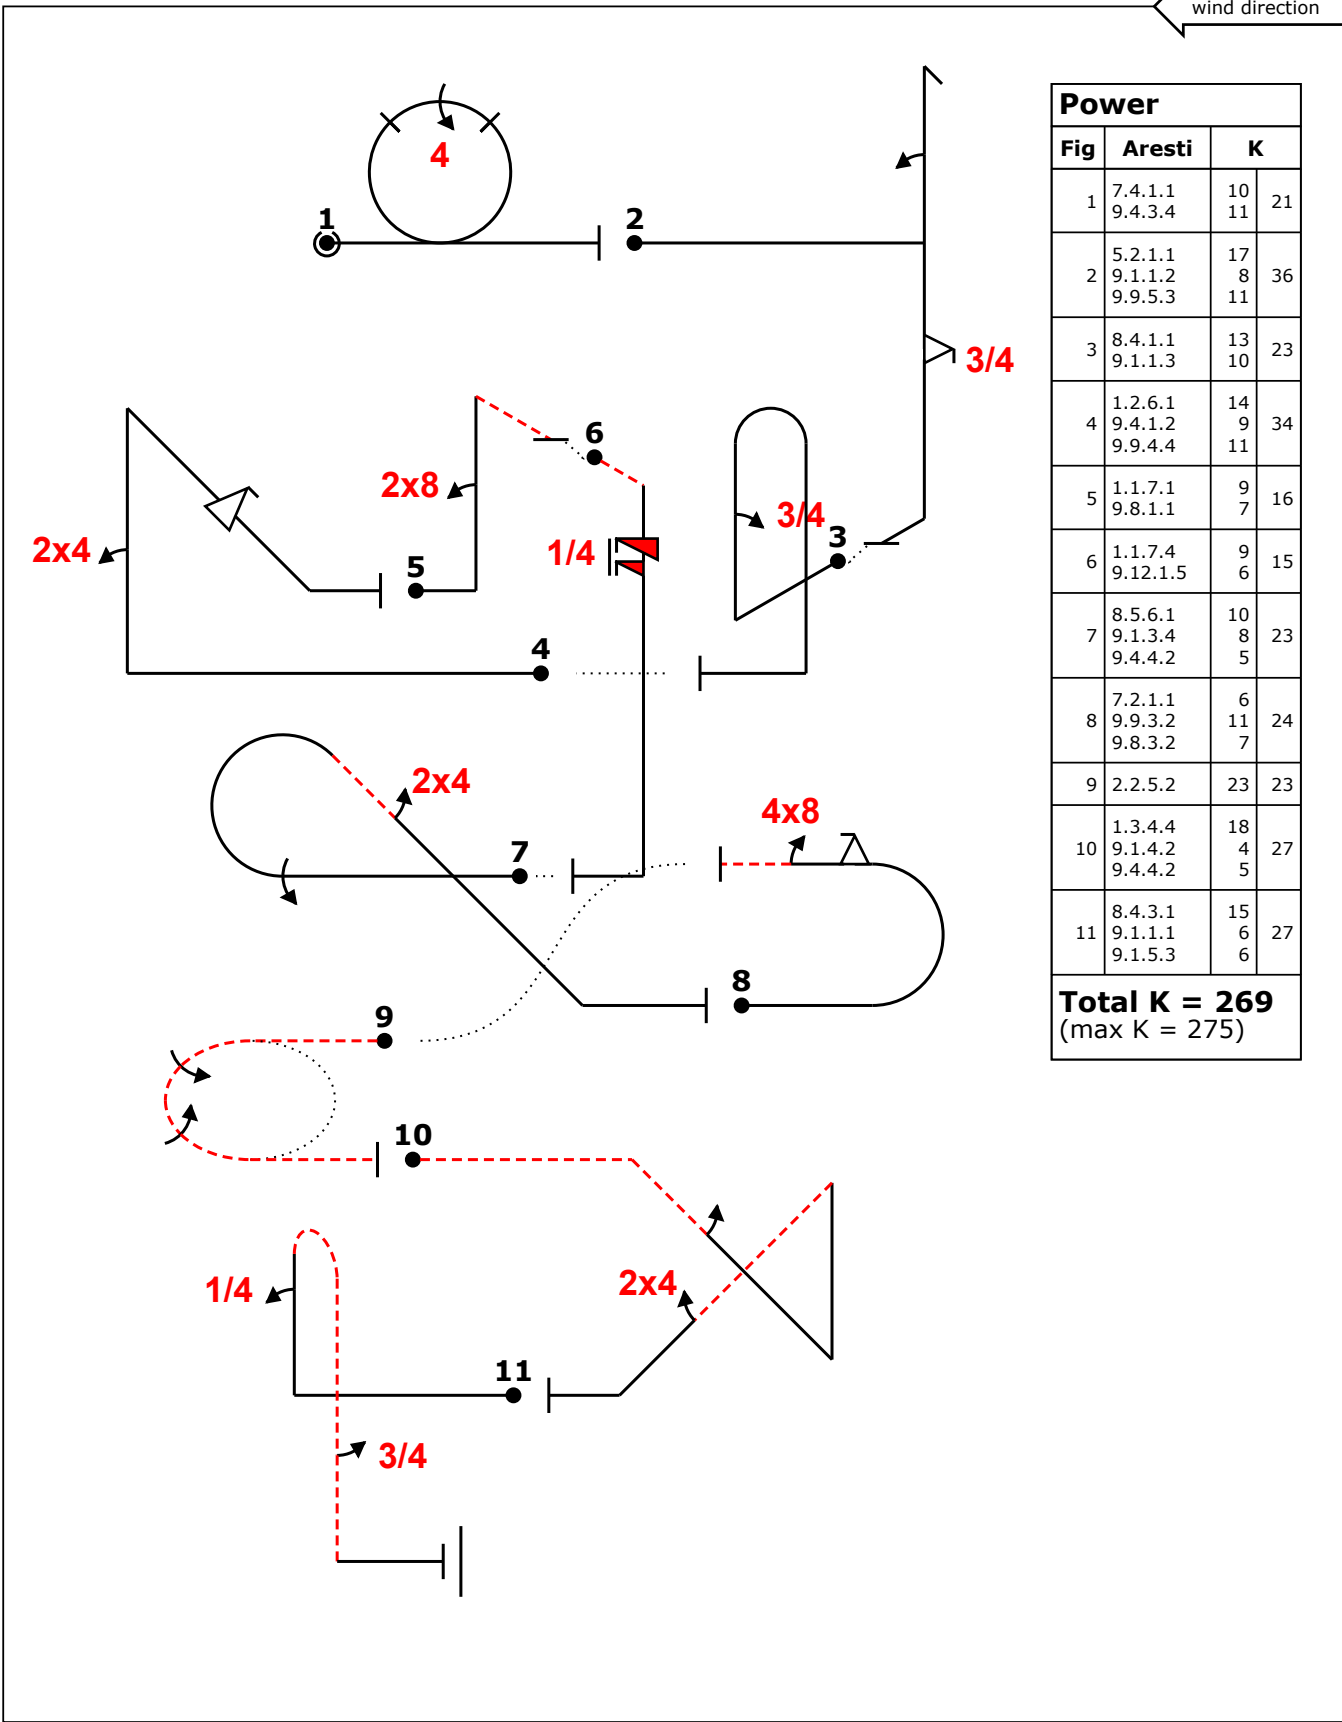 wind direction
1
4
2
3/4
3
3/4
2x4
4
5
2x8
6
1/4
7
2x4
8
4x8
9
10
2x4
11
1/4
3/4
Power
Fig Aresti K
1 7.4.1.1 10 21
9.4.3.4 11
5.2.1.1 17
2 9.1.1.2 8 36
9.9.5.3 11
3 8.4.1.1 13 23
9.1.1.3 10
1.2.6.1 14
4 9.4.1.2 9 34
9.9.4.4 11
5 1.1.7.1 9 16
9.8.1.1 7
6 1.1.7.4 9 15
9.12.1.5 6
8.5.6.1 10
7 9.1.3.4 8 23
9.4.4.2 5
7.2.1.1 6
8 9.9.3.2 11 24
9.8.3.2 7
9 2.2.5.2 23 23
1.3.4.4 18
10 9.1.4.2 4 27
9.4.4.2 5
8.4.3.1 15
11 9.1.1.1 6 27
9.1.5.3 6
Total K = 269
(max K = 275)